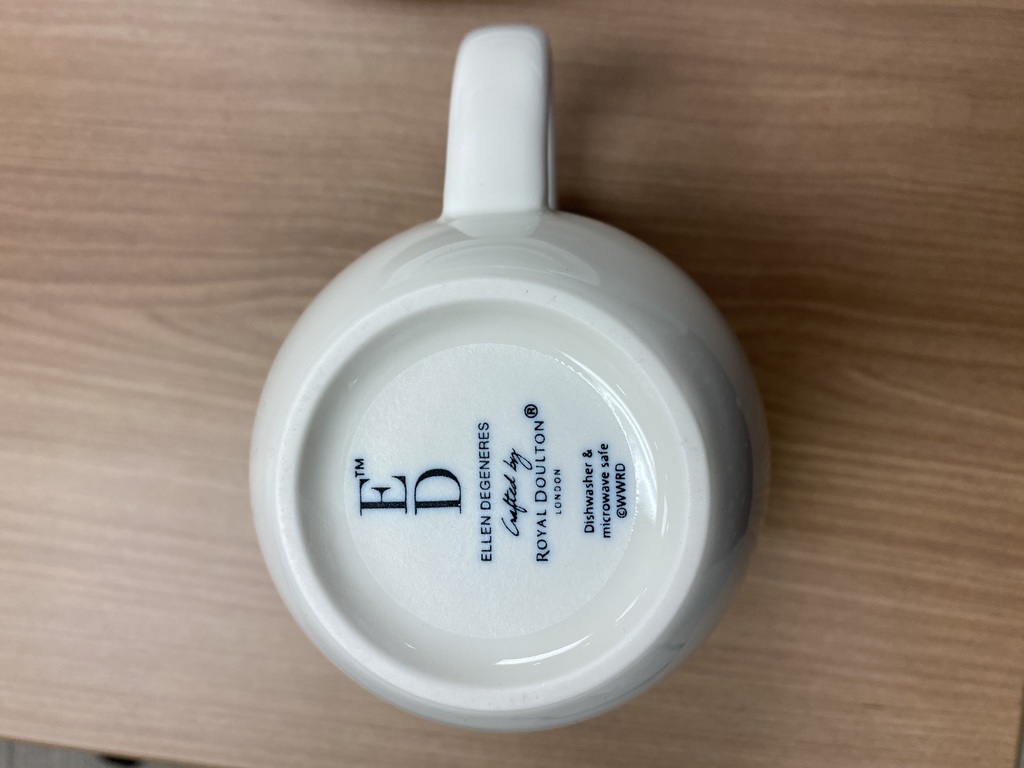 E™
D
ELLEN DEGENERES
Crafted by
ROYAL DOULTON®
LONDON
Dishwasher &
microwave safe
©WWRD